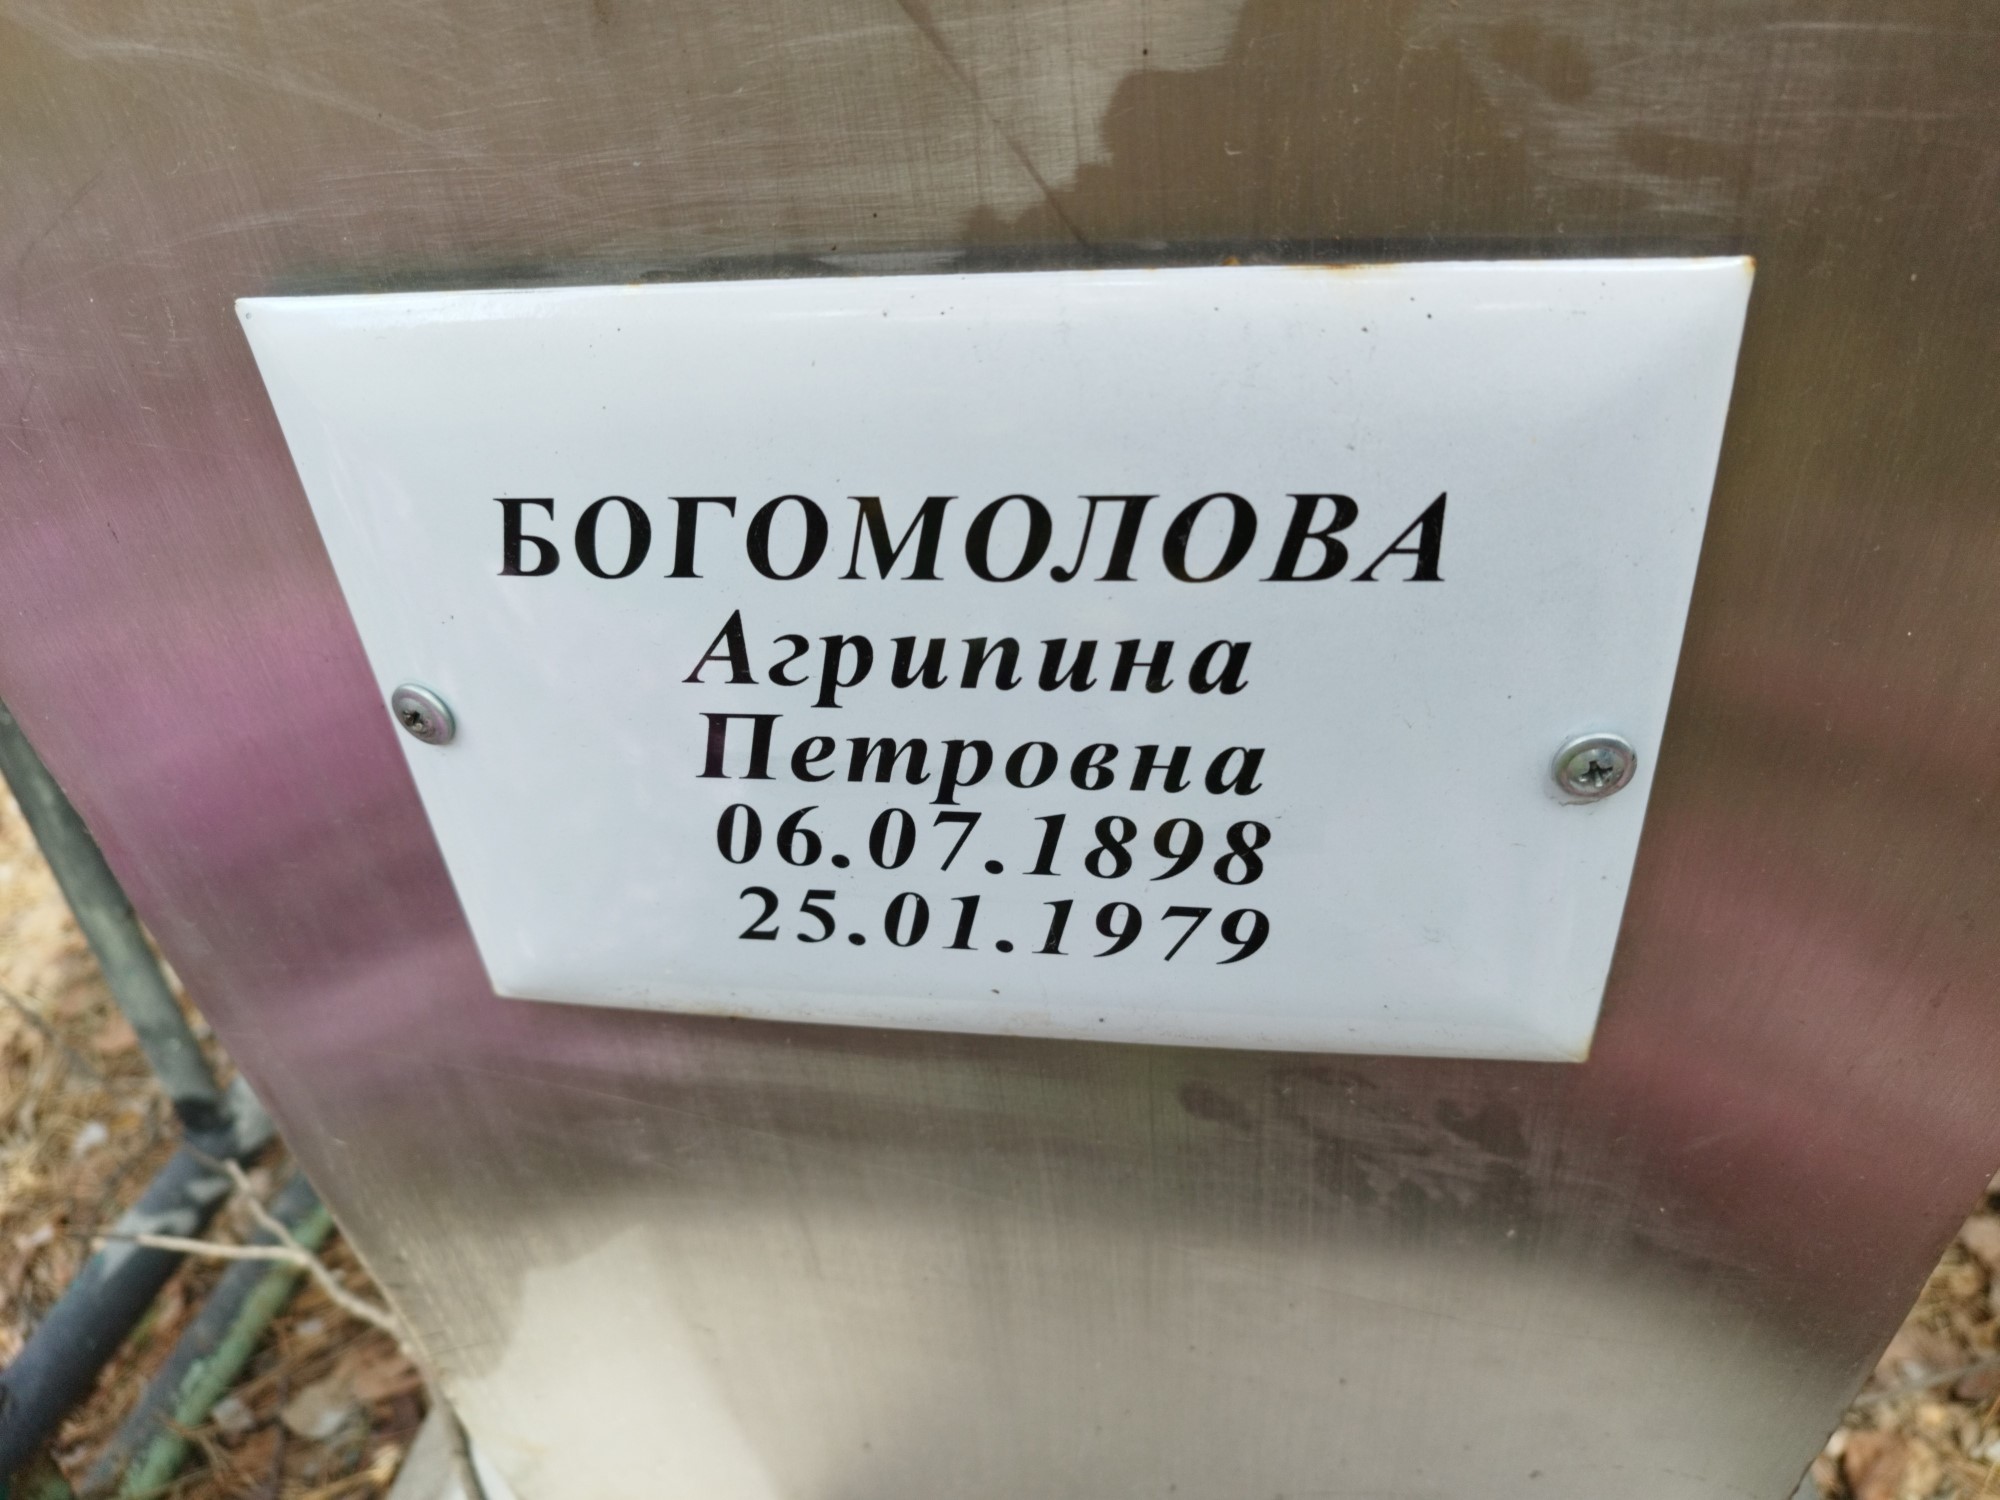 БОГОМОЛОВА
Агрипина
Петровна
06.07.1898
25.01.1979